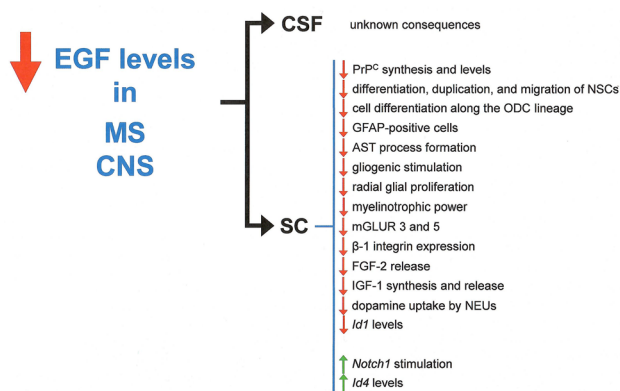 EGF levels
in
MS
CNS
CSF
unknown consequences
SC
PrPC synthesis and levels
differentiation, duplication, and migration of NSCs
cell differentiation along the ODC lineage
GFAP-positive cells
AST process formation
gliogenic stimulation
radial glial proliferation
myelinotrophic power
mGLUR 3 and 5
β-1 integrin expression
FGF-2 release
IGF-1 synthesis and release
dopamine uptake by NEUs
Id1 levels
Notch1 stimulation
Id4 levels